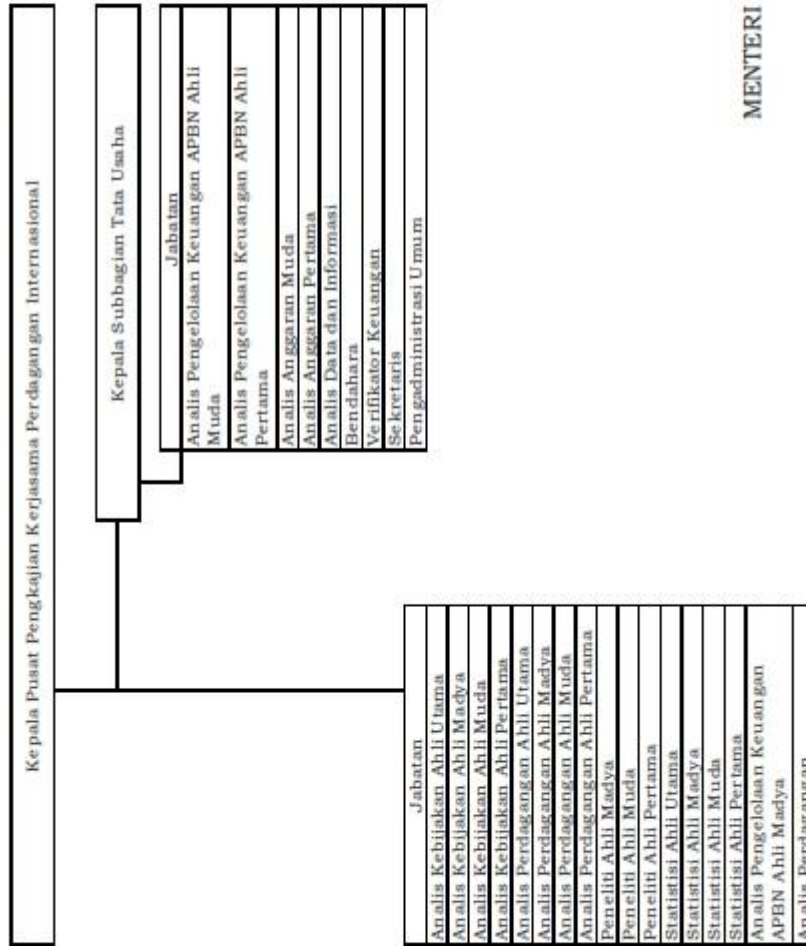 Kepala Pusat Pengkajian Kerjasama Perdagangan Internasional
Kepala Subbagian Tata Usaha
Jabatan
Analis Pengelolaan Keuangan APBN Ahli
Muda
Analis Pengelolaan Keuangan APBN Ahli
Pertama
Analis Anggaran Muda
Analis Anggaran Pertama
Analis Data dan Informasi
Bendahara
Verifikator Keuangan
Sekretaris
Pengadministrasi Umum
Jabatan
Analis Kebijakan Ahli Utama
Analis Kebijakan Ahli Madya
Analis Kebijakan Ahli Muda
Analis Kebijakan Ahli Pertama
Analis Perdagangan Ahli Utama
Analis Perdagangan Ahli Madya
Analis Perdagangan Ahli Muda
Analis Perdagangan Ahli Pertama
Peneliti Ahli Madya
Peneliti Ahli Muda
Peneliti Ahli Pertama
Statistisi Ahli Utama
Statistisi Ahli Madya
Statistisi Ahli Muda
Statistisi Ahli Pertama
Analis Pengelolaan Keuangan
APBN Ahli Madya
Analis Perdagangan
MENTERI